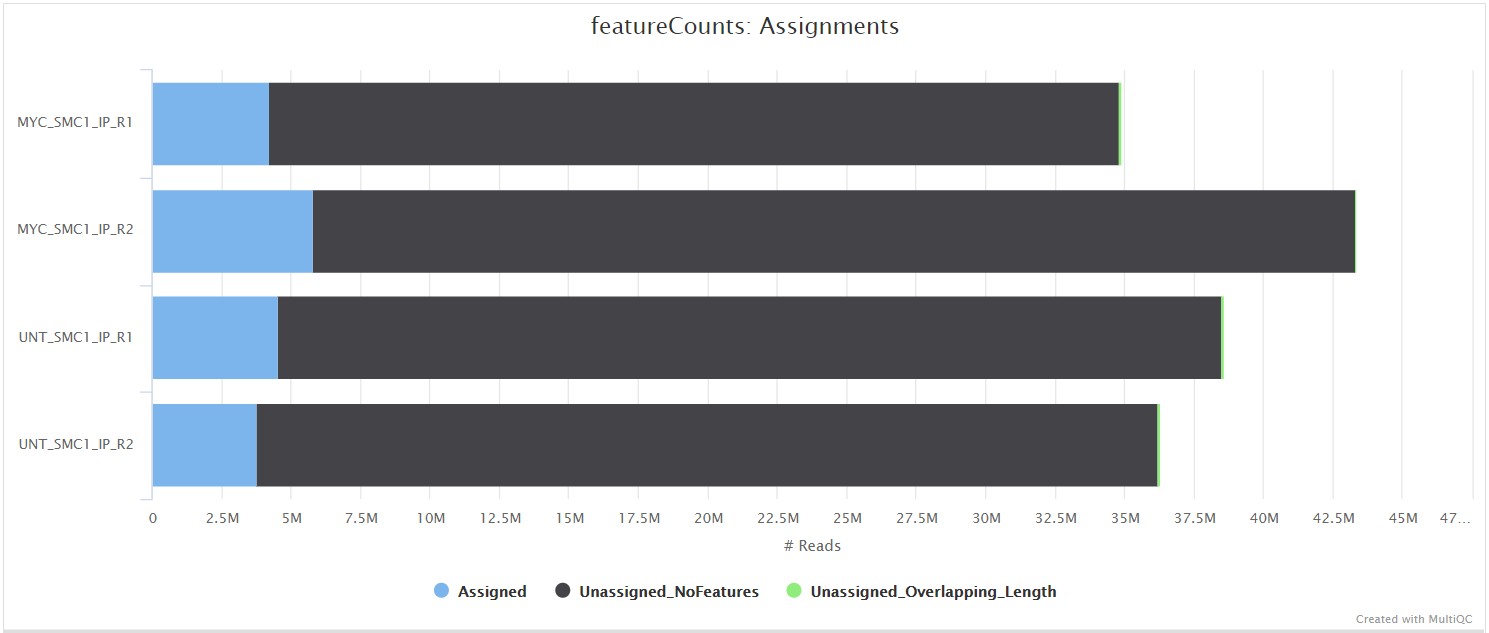 featureCounts: Assignments
MYC_SMC1_IP_R1
MYC_SMC1_IP_R2
UNT_SMC1_IP_R1
UNT_SMC1_IP_R2
0 2.5M 5M 7.5M 10M 12.5M 15M 17.5M 20M 22.5M 25M 27.5M 30M 32.5M 35M 37.5M 40M 42.5M 45M 47...
# Reads
Assigned Unassigned_NoFeatures Unassigned_Overlapping_Length
Created with MultiQC